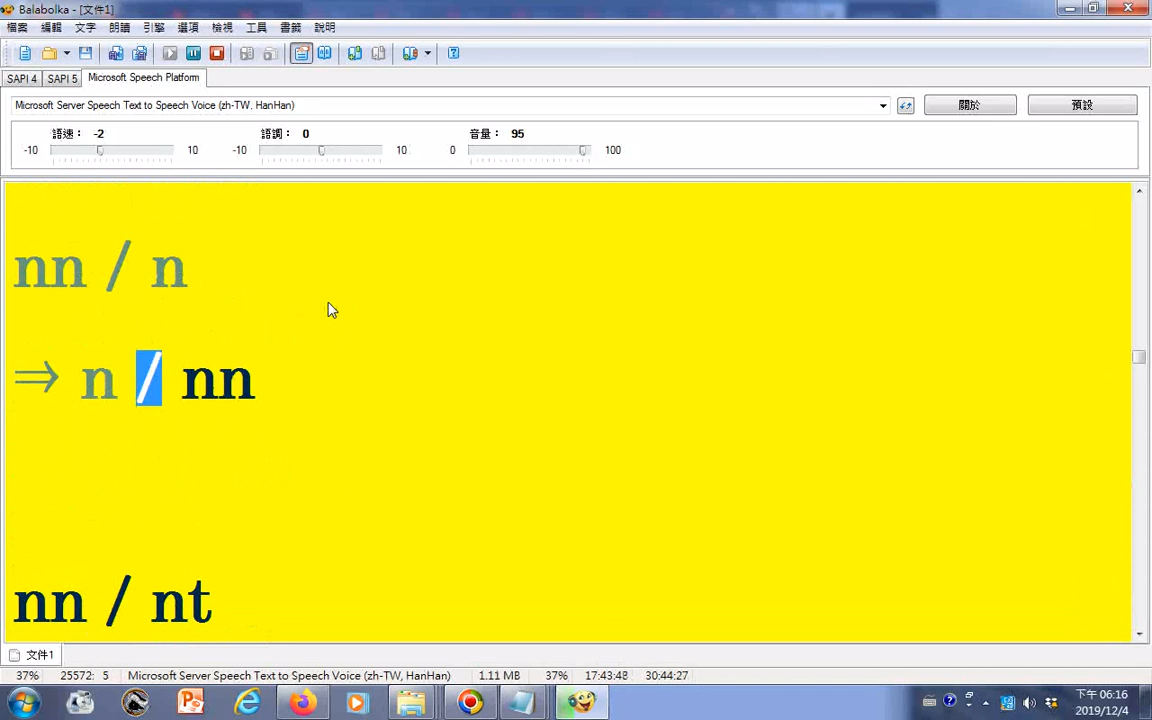 Balabolka - [文件1]
檔案 編輯 文字 朗讀 引擎 選項 檢視 工具 書籤 說明
SAPI 4 SAPI 5 Microsoft Speech Platform
Microsoft Server Speech Text to Speech Voice (zh-TW, HanHan) 關於 預設
語速： -2 語調： 0 音量： 95
-10 10 -10 10 0 100
nn / n
⇒ n / nn
nn / nt
文件1
37% 25572: 5 Microsoft Server Speech Text to Speech Voice (zh-TW, HanHan) 1.11 MB 37% 17:43:48 30:44:27
下午 06:16
2019/12/4